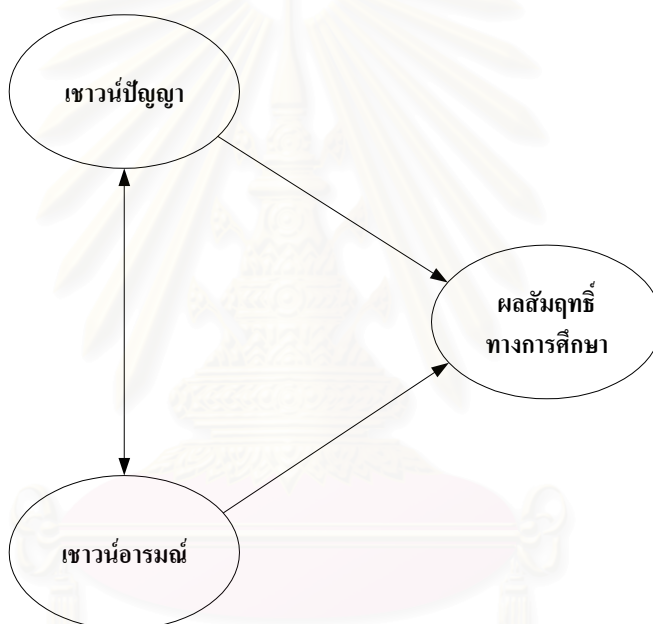 เชาวน์ปัญญา
ผลสัมฤทธิ์
ทางการศึกษา
เชาวน์อารมณ์